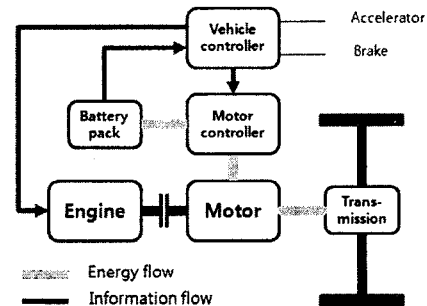 Vehicle
controller
Accelerator
Brake
Battery
pack
Motor
controller
Engine
Motor
Trans-
mission
Energy flow
Information flow